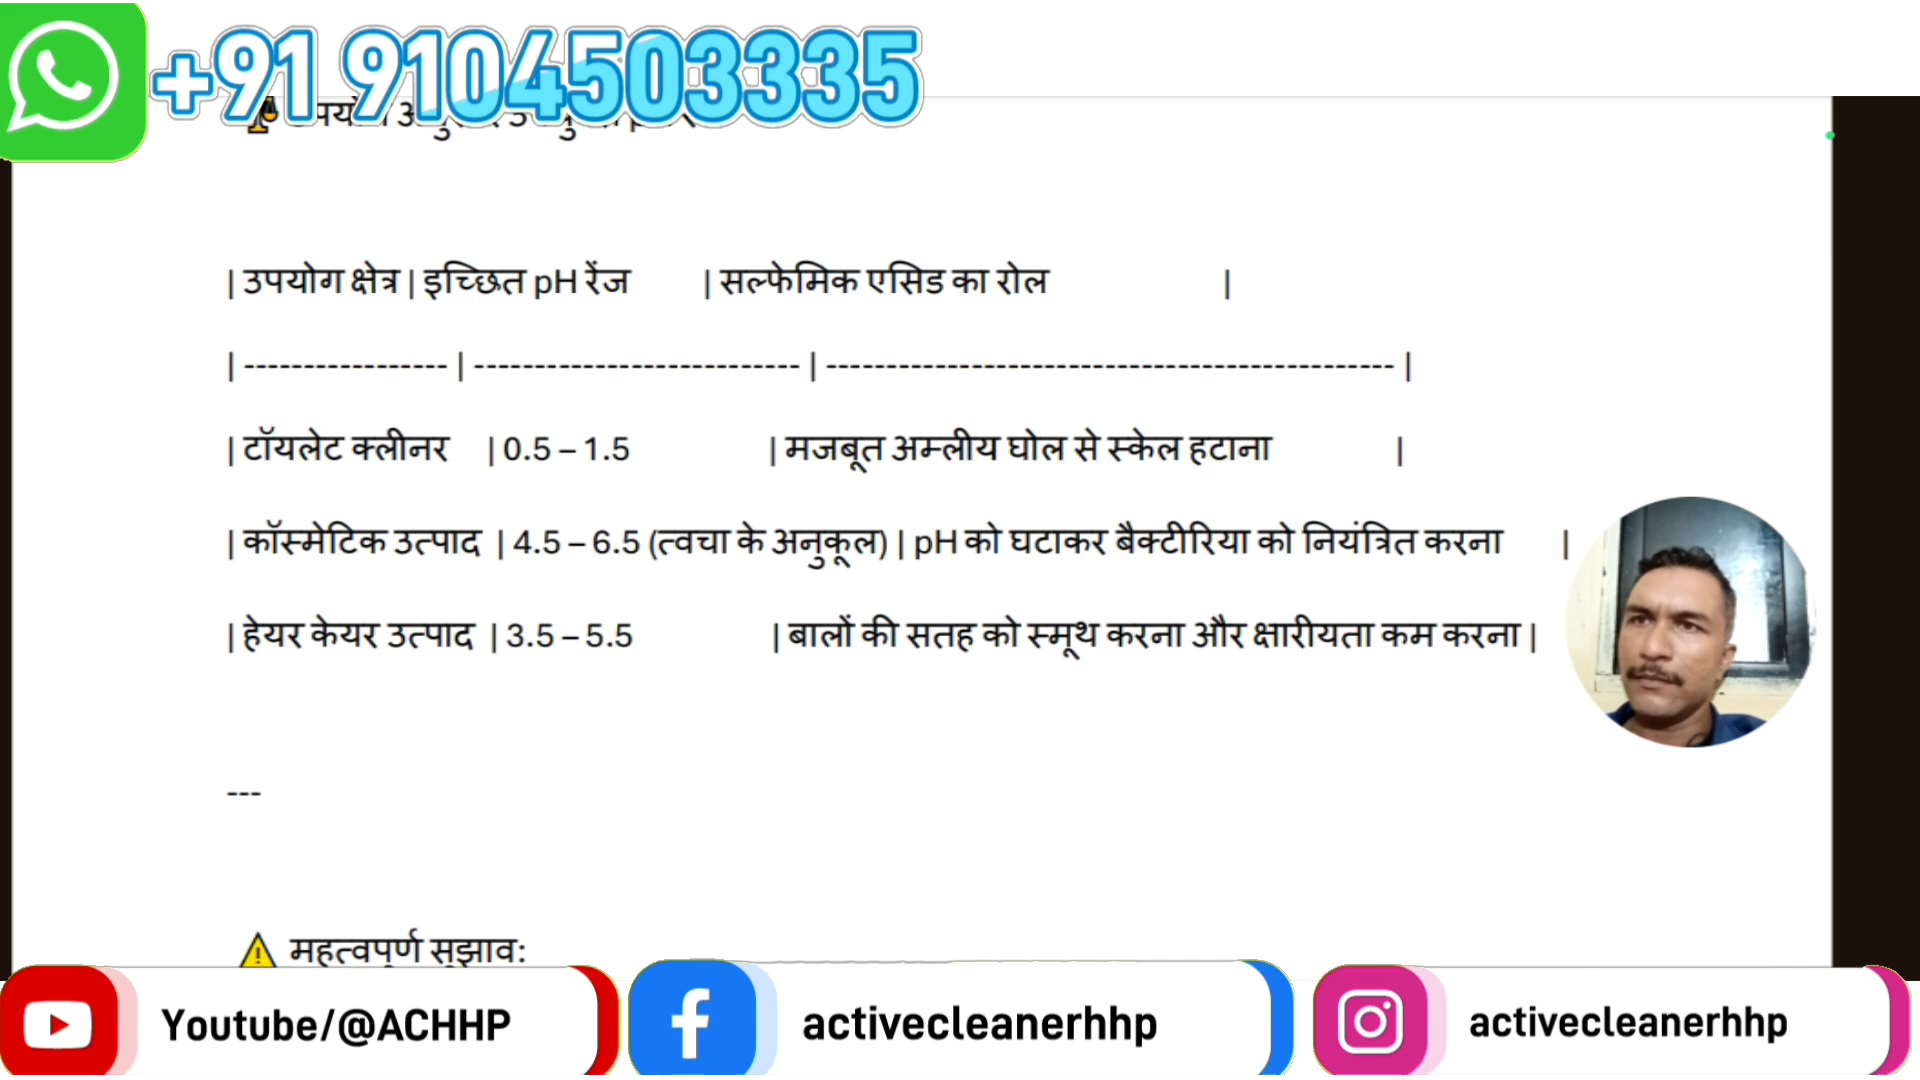 +91 9104503335
| उपयोग क्षेत्र | इच्छित pH रेंज | सल्फेमिक एसिड का रोल |
| ----------------- | --------------------------- | ----------------------------------------------- |
| टॉयलेट क्लीनर | 0.5 – 1.5 | मजबूत अम्लीय घोल से स्केल हटाना |
| कॉस्मेटिक उत्पाद | 4.5 – 6.5 (त्वचा के अनुकूल) | pH को घटाकर बैक्टीरिया को नियंत्रित करना |
| हेयर केयर उत्पाद | 3.5 – 5.5 | बालों की सतह को स्मूथ करना और क्षारीयता कम करना |
---
⚠ महत्वपूर्ण सुझाव:
Youtube/@ACHHP
activecleanerhhp
activecleanerhhp